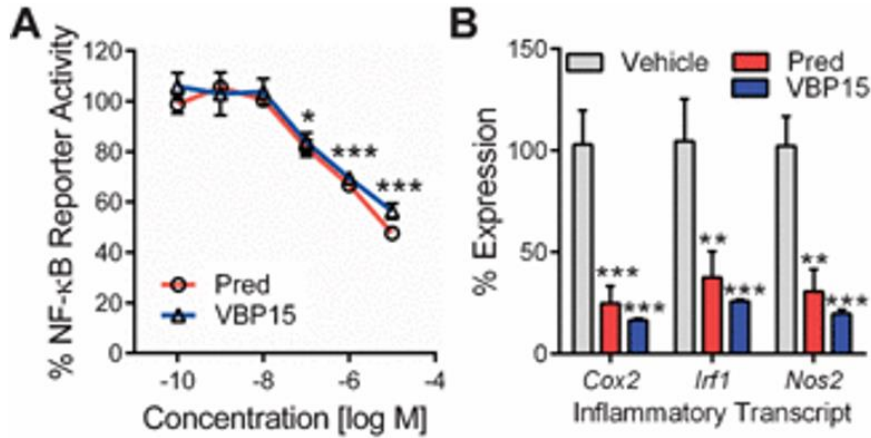 A
% NF-κB Reporter Activity
120
100
80
60
40
20
0
*
***
***
Pred
VBP15
-10
-8
-6
-4
Concentration [log M]
B
% Expression
150
100
50
0
Vehicle
Pred
VBP15
***
***
**
***
**
***
Cox2
Irf1
Nos2
Inflammatory Transcript